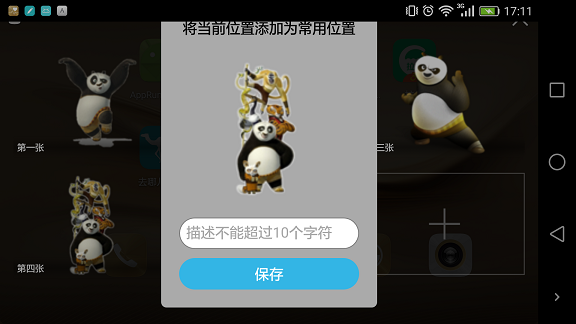 17:11
将当前位置添加为常用位置
第一张
三张
描述不能超过10个字符
第四张
保存